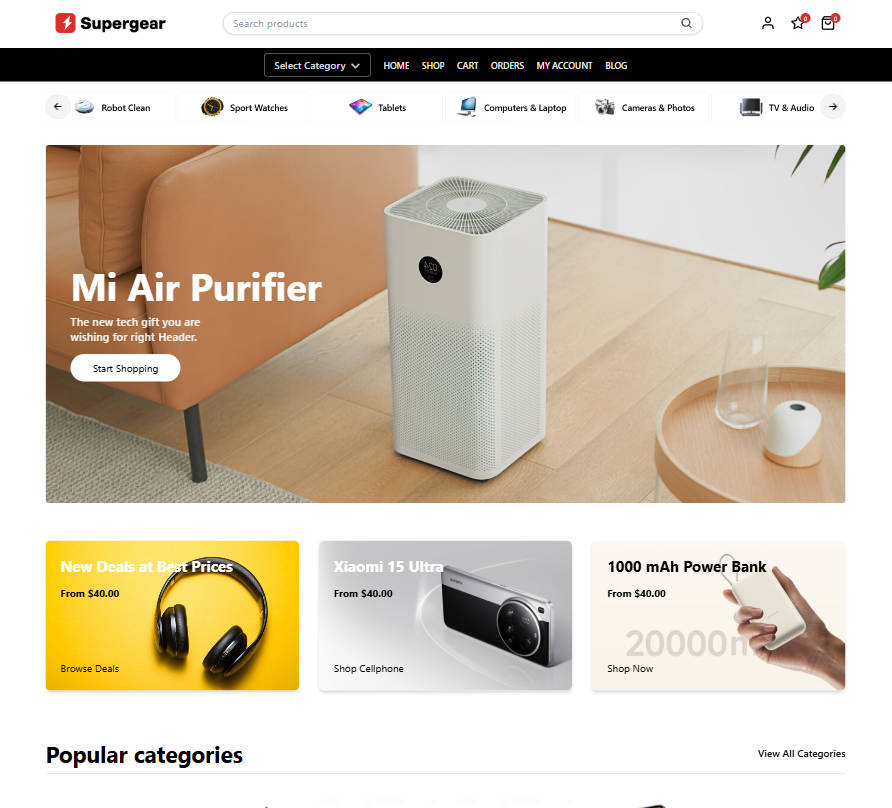 Supergear
Search products
0
0
Select Category
HOME
SHOP
CART
ORDERS
MY ACCOUNT
BLOG
Robot Clean
Sport Watches
Tablets
Computers & Laptop
Cameras & Photos
TV & Audio
Mi Air Purifier
The new tech gift you are
wishing for right Header.
Start Shopping
New Deals at Best Prices
From $40.00
Browse Deals
Xiaomi 15 Ultra
From $40.00
Shop Cellphone
1000 mAh Power Bank
From $40.00
20000m
Shop Now
Popular categories
View All Categories